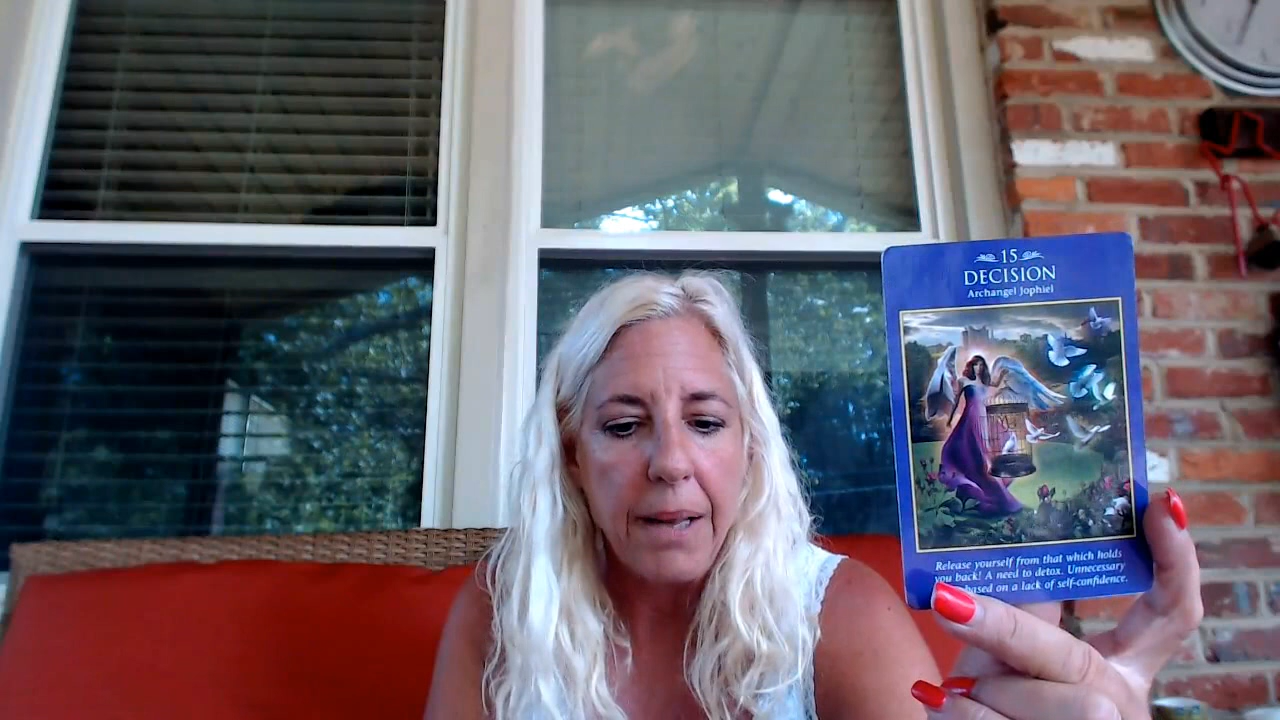 15
DECISION
Archangel Jophiel
Release yourself from that which holds
you back! A need to detox. Unnecessary
based on a lack of self-confidence.